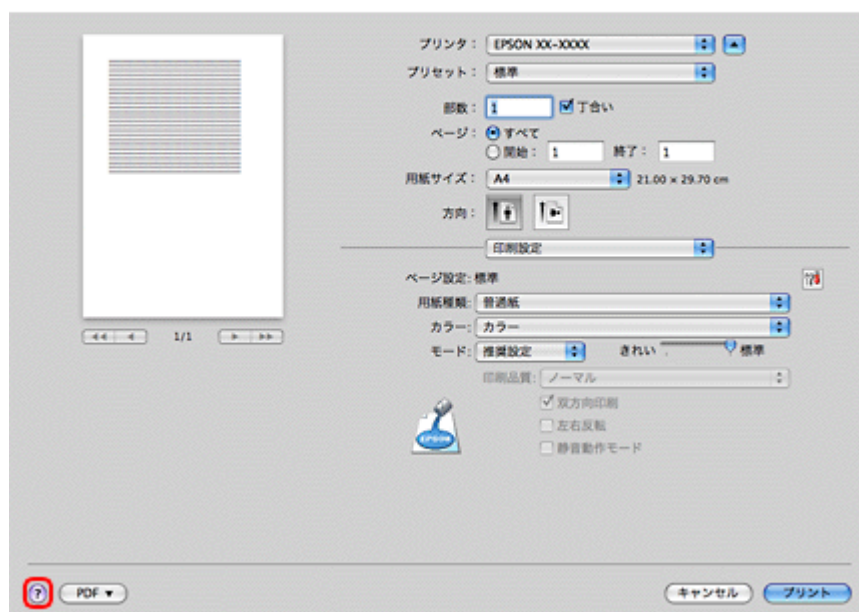 プリンタ： EPSON XX-XXXX
プリセット： 標準
部数： 1 丁合い
ページ： すべて
開始： 1 終了： 1
用紙サイズ： A4 21.00 × 29.70 cm
方向：
印刷設定
ページ設定: 標準
用紙種類: 普通紙
カラー: カラー
1/1
モード: 推奨設定 きれい 標準
印刷品質: ノーマル
双方向印刷
左右反転
EPSON
静音動作モード
? PDF ▼ キャンセル プリント